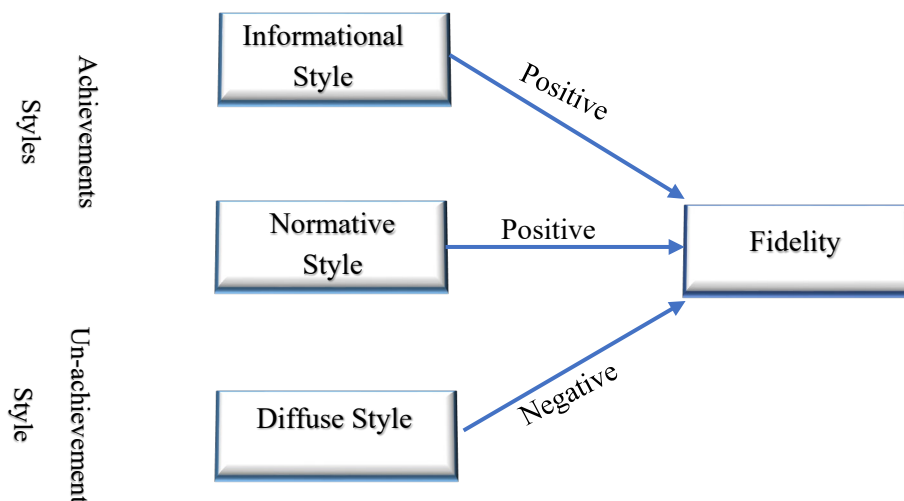 Achievements
Styles
Informational
Style
Positive
Normative
Style
Positive
Fidelity
Un-achievement
Style
Diffuse Style
Negative